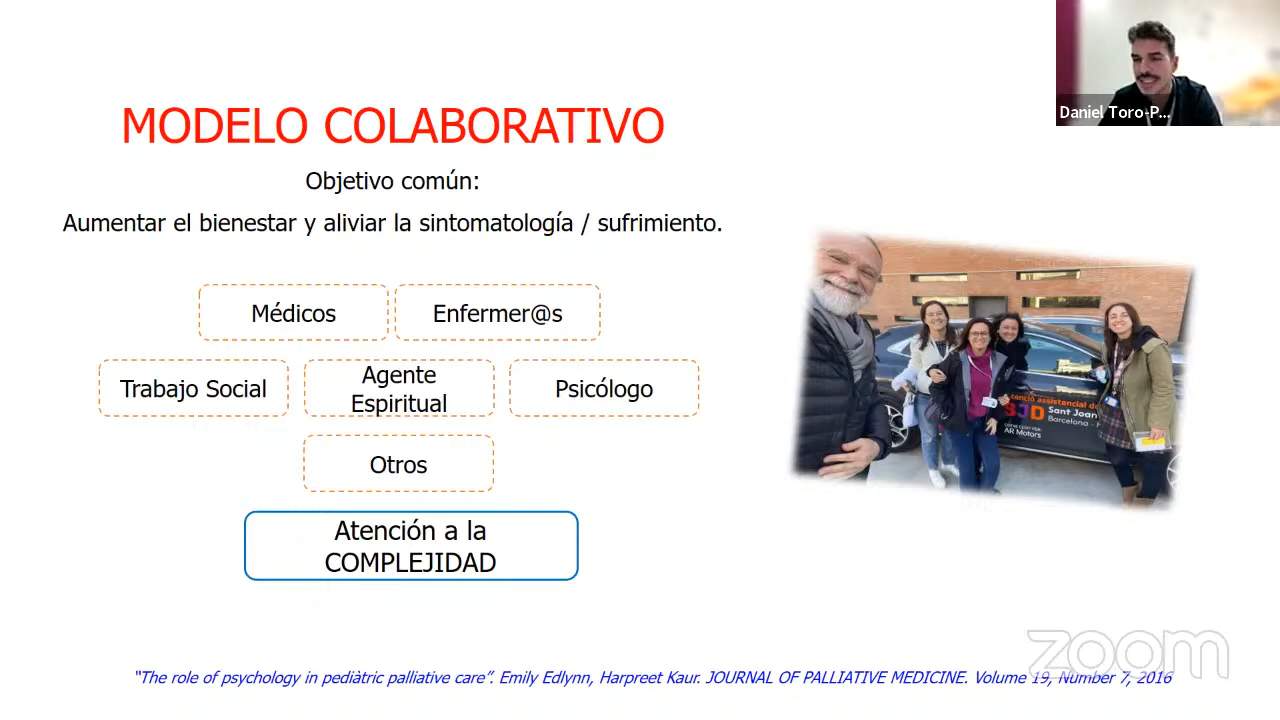 Daniel Toro-P...
MODELO COLABORATIVO
Objetivo común:
Aumentar el bienestar y aliviar la sintomatología / sufrimiento.
Médicos
Enfermer@s
Trabajo Social
Agente
Espiritual
Psicólogo
Otros
Atención a la
COMPLEJIDAD
assistencial
SJD Sant Joan
Barcelona
AR Motors
zoom
“The role of psychology in pediàtric palliative care”. Emily Edlynn, Harpreet Kaur. JOURNAL OF PALLIATIVE MEDICINE. Volume 19, Number 7, 2016